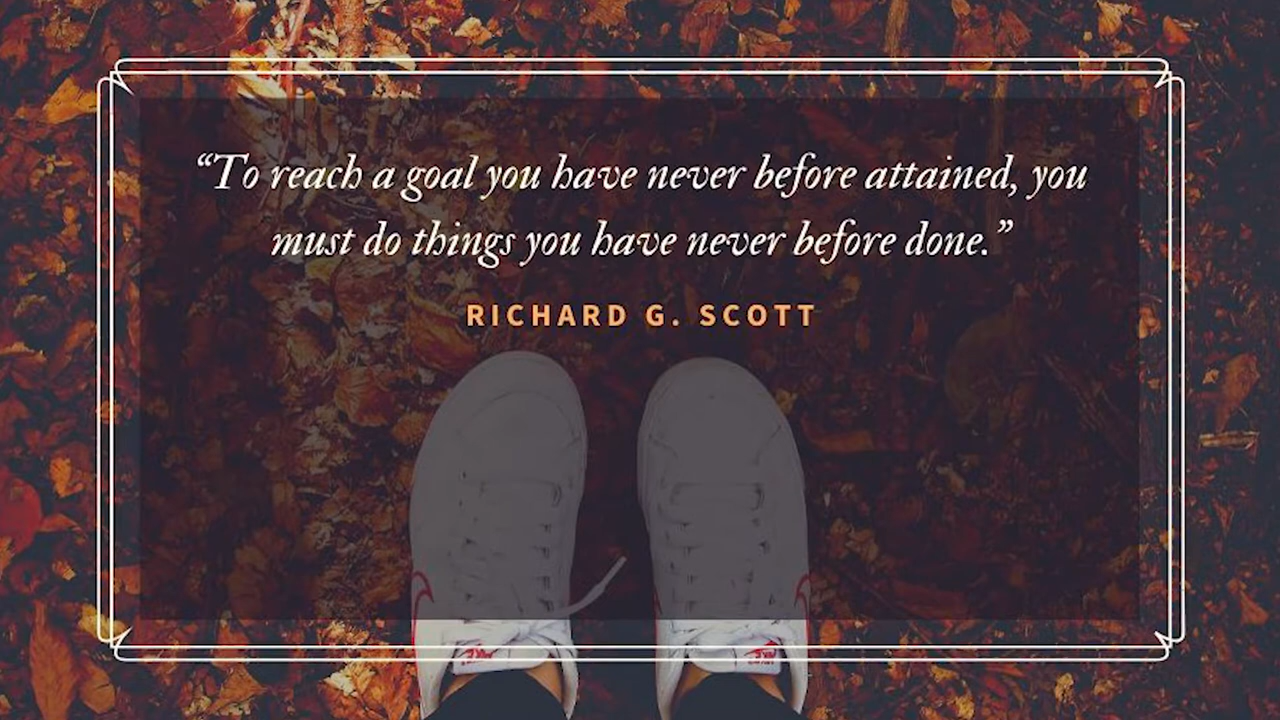 “To reach a goal you have never before attained, you
must do things you have never before done.”
RICHARD G. SCOTT